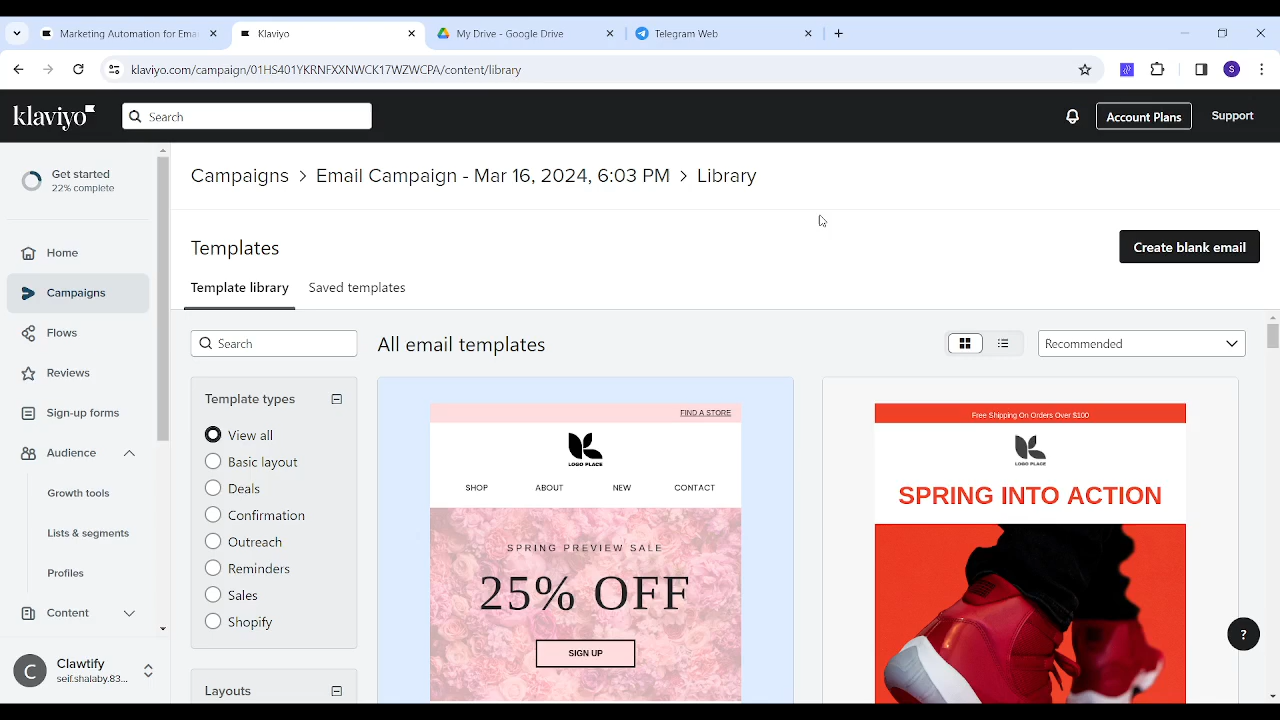 Marketing Automation for Ema
Klaviyo
My Drive - Google Drive
Telegram Web
klaviyo.com/campaign/01HS401YKRNFXXNWCK17WZWCPA/content/library
S
klaviyo
Search
Account Plans
Support
Get started
22% complete
Home
Campaigns
Flows
Reviews
Sign-up forms
Audience
Growth tools
Lists & segments
Profiles
Content
C
Clawtify
seif.shalaby.83...
Campaigns > Email Campaign - Mar 16, 2024, 6:03 PM > Library
Templates
Create blank email
Template library
Saved templates
Search
All email templates
Recommended
Template types
View all
Basic layout
Deals
Confirmation
Outreach
Reminders
Sales
Shopify
Layouts
FIND A STORE
LOGO PLACE
SHOP
ABOUT
NEW
CONTACT
SPRING PREVIEW SALE
25% OFF
SIGN UP
Free Shipping On Orders Over $100
LOGO PLACE
SPRING INTO ACTION
?